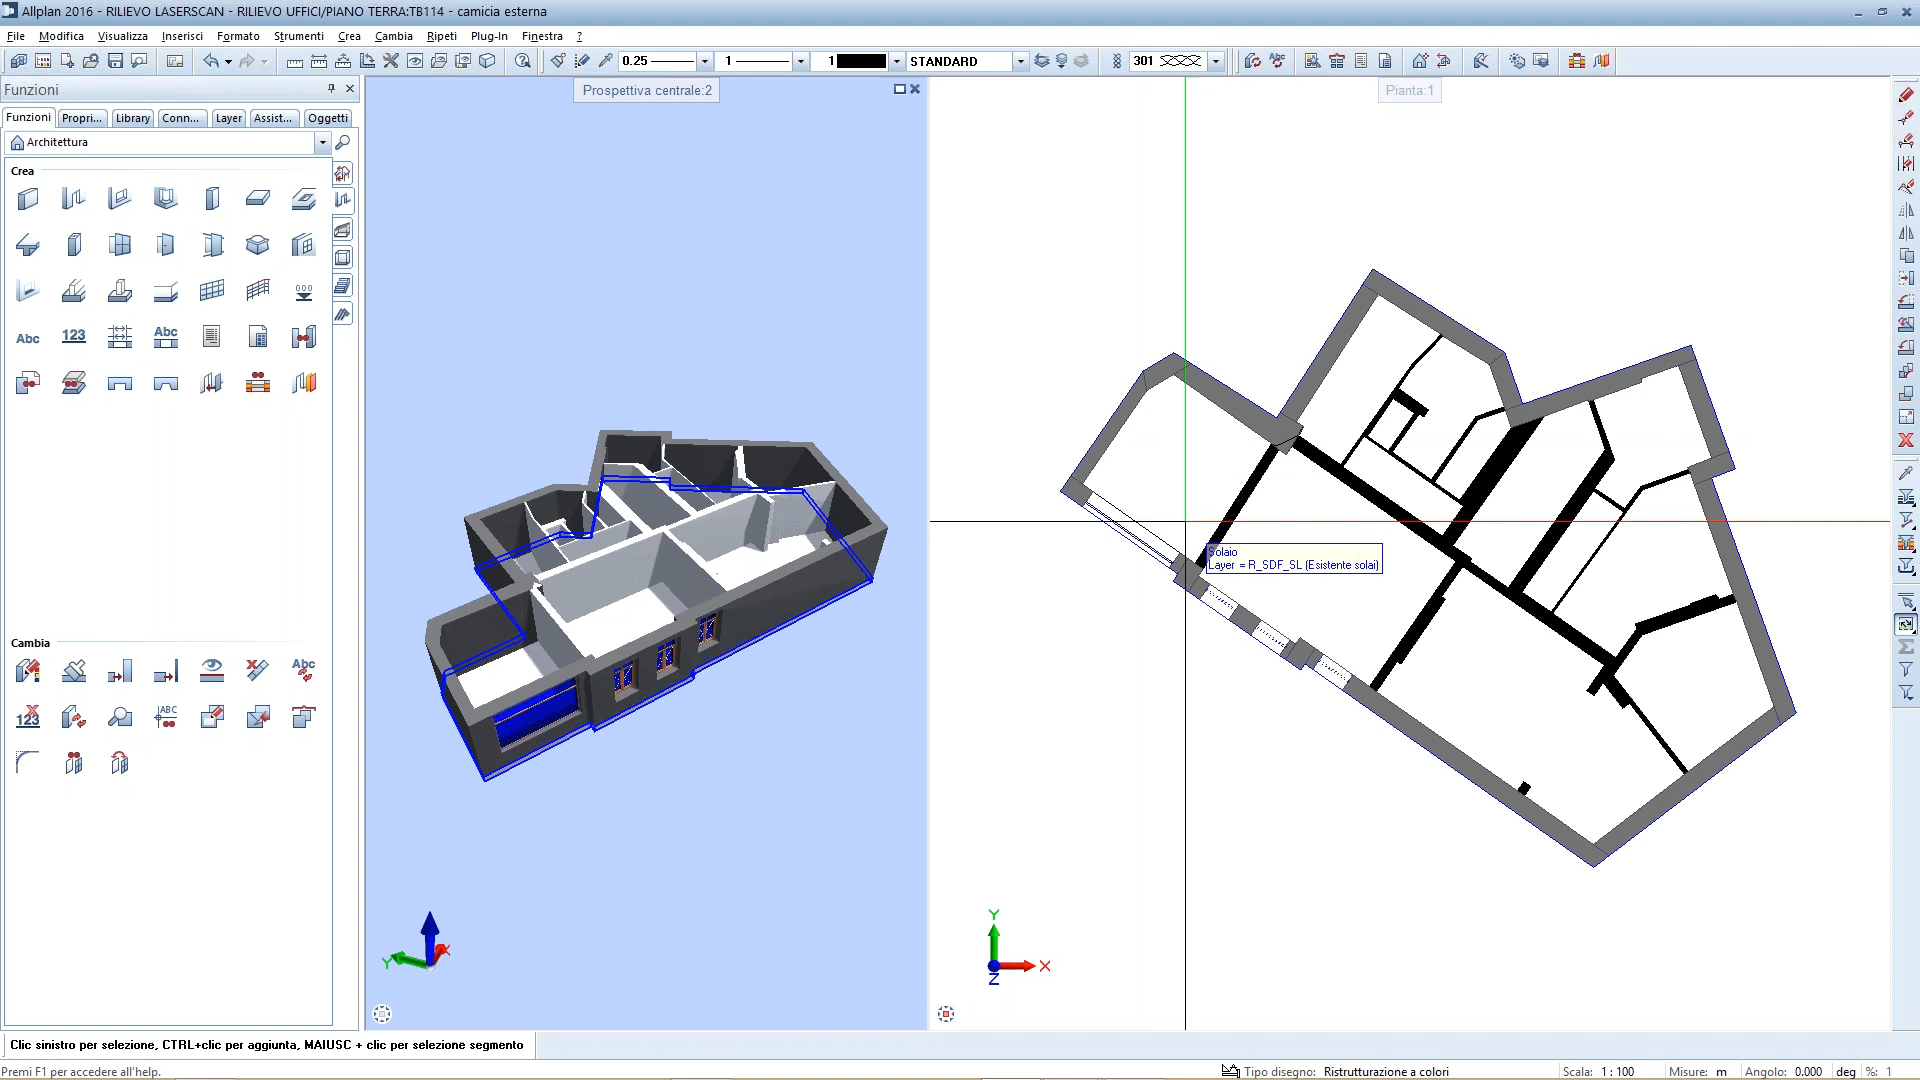 Allplan 2016 - RILIEVO LASERSCAN - RILIEVO UFFICI/PIANO TERRA:TB114 - camicia esterna
File Modifica Visualizza Inserisci Formato Strumenti Crea Cambia Ripeti Plug-In Finestra ?
0.25 1 1 STANDARD 301
Funzioni
Prospettiva centrale:2
Pianta:1
Funzioni Propri... Library Conn... Layer Assist... Oggetti
Architettura
Crea
Abc 123 Abc
Solaio
Layer = R_SDF_SL (Esistente solai)
Cambia
Abc
123 ABC
Y X
Y
X
Z
Clic sinistro per selezione, CTRL+clic per aggiunta, MAIUSC + clic per selezione segmento
Premi F1 per accedere all'help. Tipo disegno: Ristrutturazione a colori Scala: 1 : 100 Misure: m Angolo: 0.000 deg %: 1